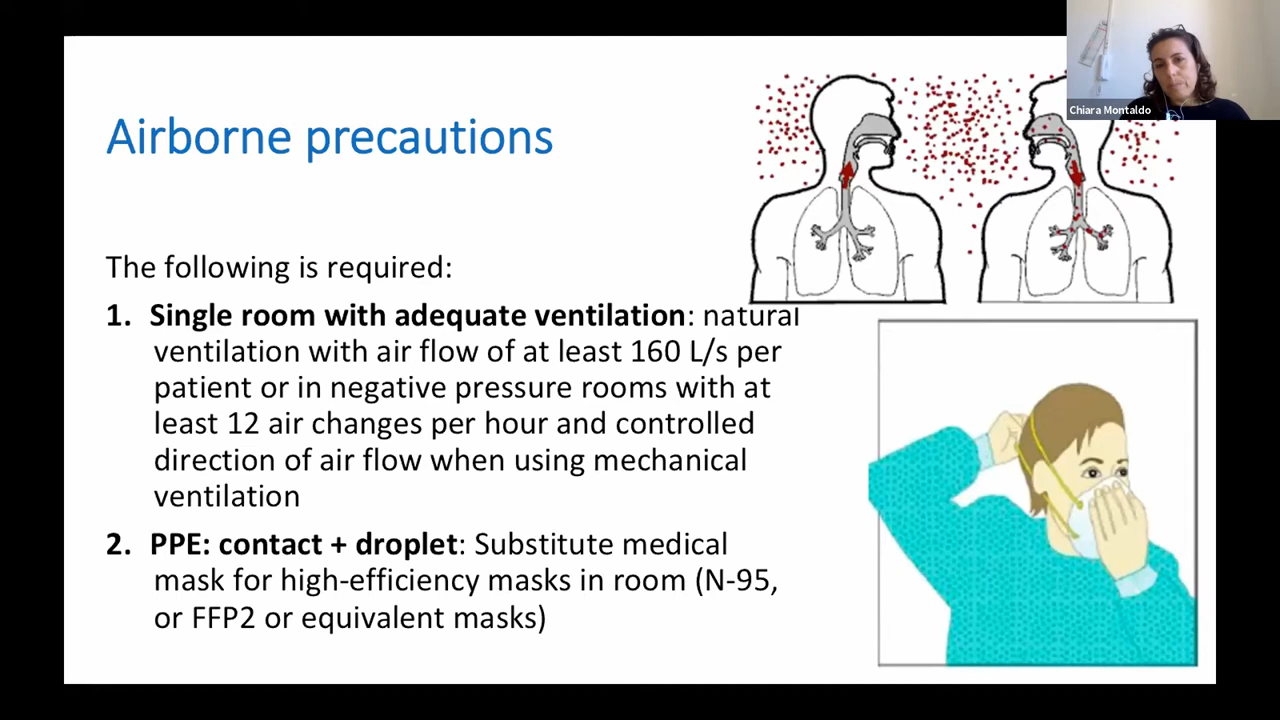 Chiara Montaldo
Airborne precautions
The following is required:
1. Single room with adequate ventilation: natural
ventilation with air flow of at least 160 L/s per
patient or in negative pressure rooms with at
least 12 air changes per hour and controlled
direction of air flow when using mechanical
ventilation
2. PPE: contact + droplet: Substitute medical
mask for high-efficiency masks in room (N-95,
or FFP2 or equivalent masks)